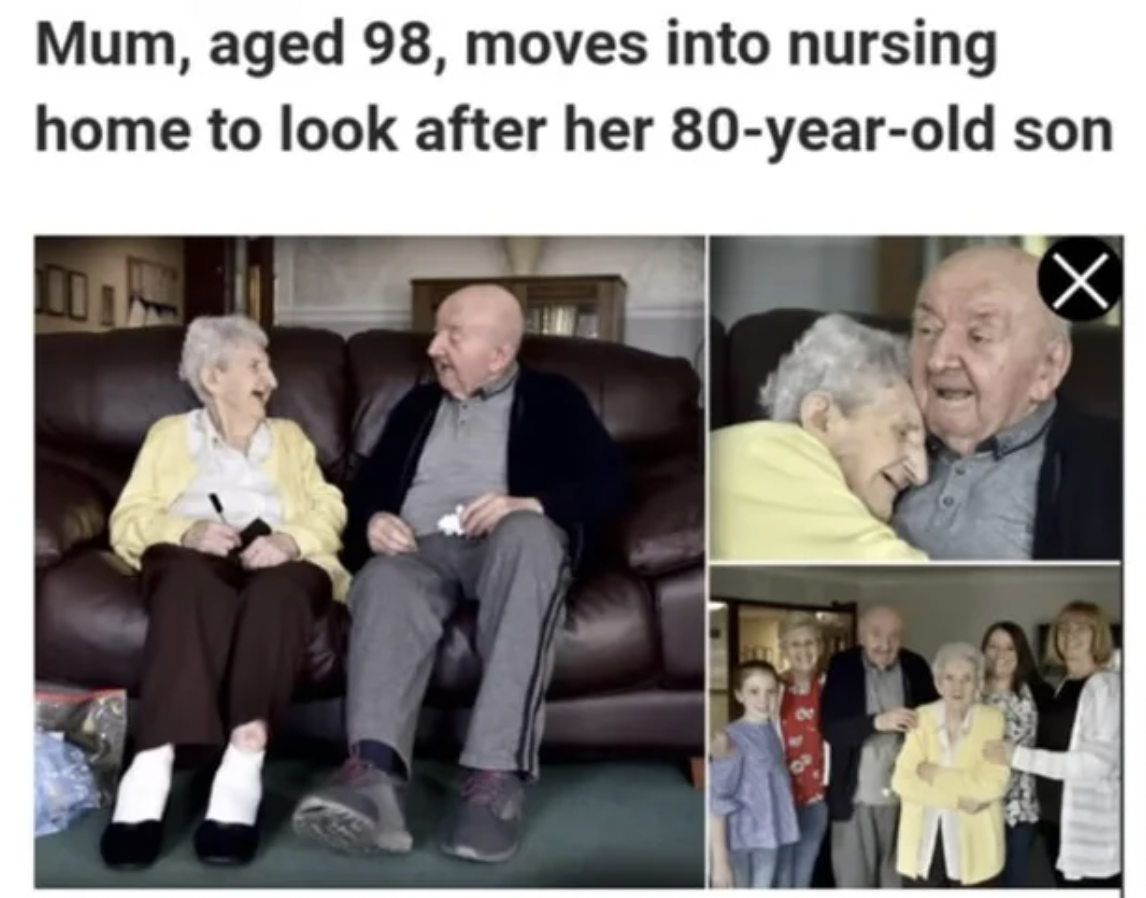 Mum, aged 98, moves into nursing
home to look after her 80-year-old son